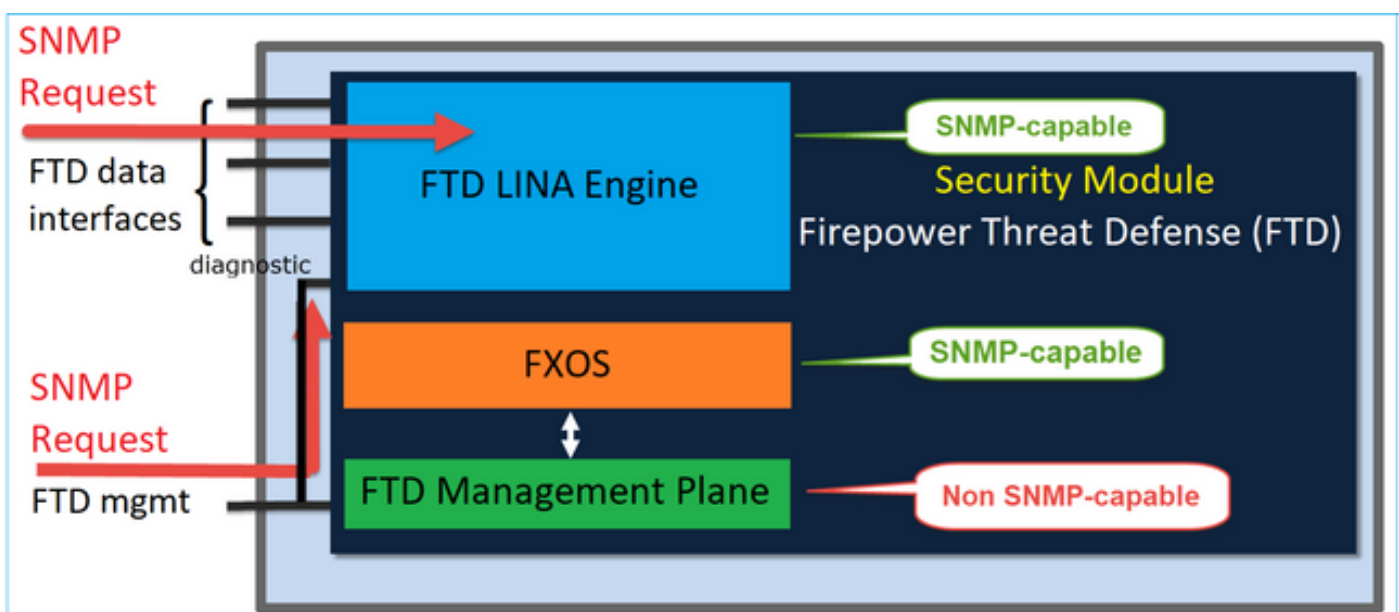 SNMP
Request
FTD data
interfaces
diagnostic
SNMP
Request
FTD mgmt
FTD LINA Engine
SNMP-capable
Security Module
Firepower Threat Defense (FTD)
FXOS
SNMP-capable
FTD Management Plane
Non SNMP-capable